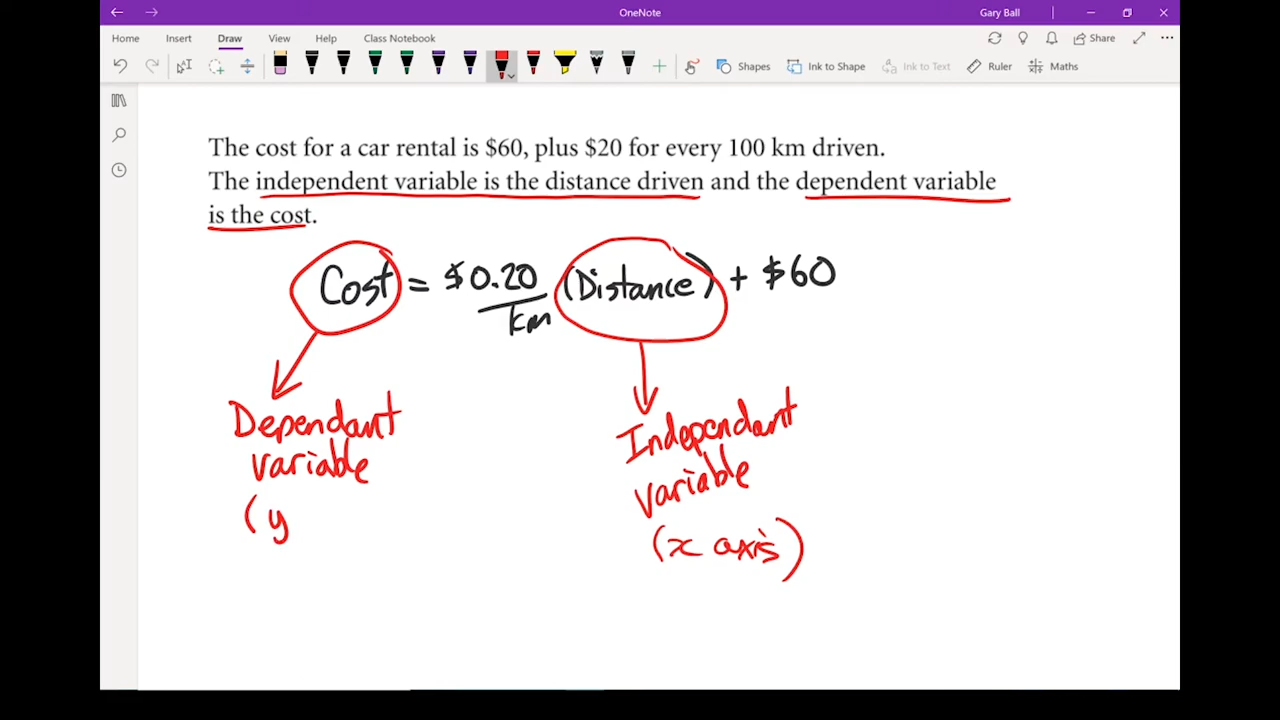 OneNote
Gary Ball
Home Insert Draw View Help Class Notebook
Share
Shapes
Ink to Shape
Ink to Text
Ruler
Maths
The cost for a car rental is $60, plus $20 for every 100 km driven.
The independent variable is the distance driven and the dependent variable
is the cost.
Cost = $0.20/km (Distance) + $60
Dependant
variable
(y
Independant
variable
(x axis)